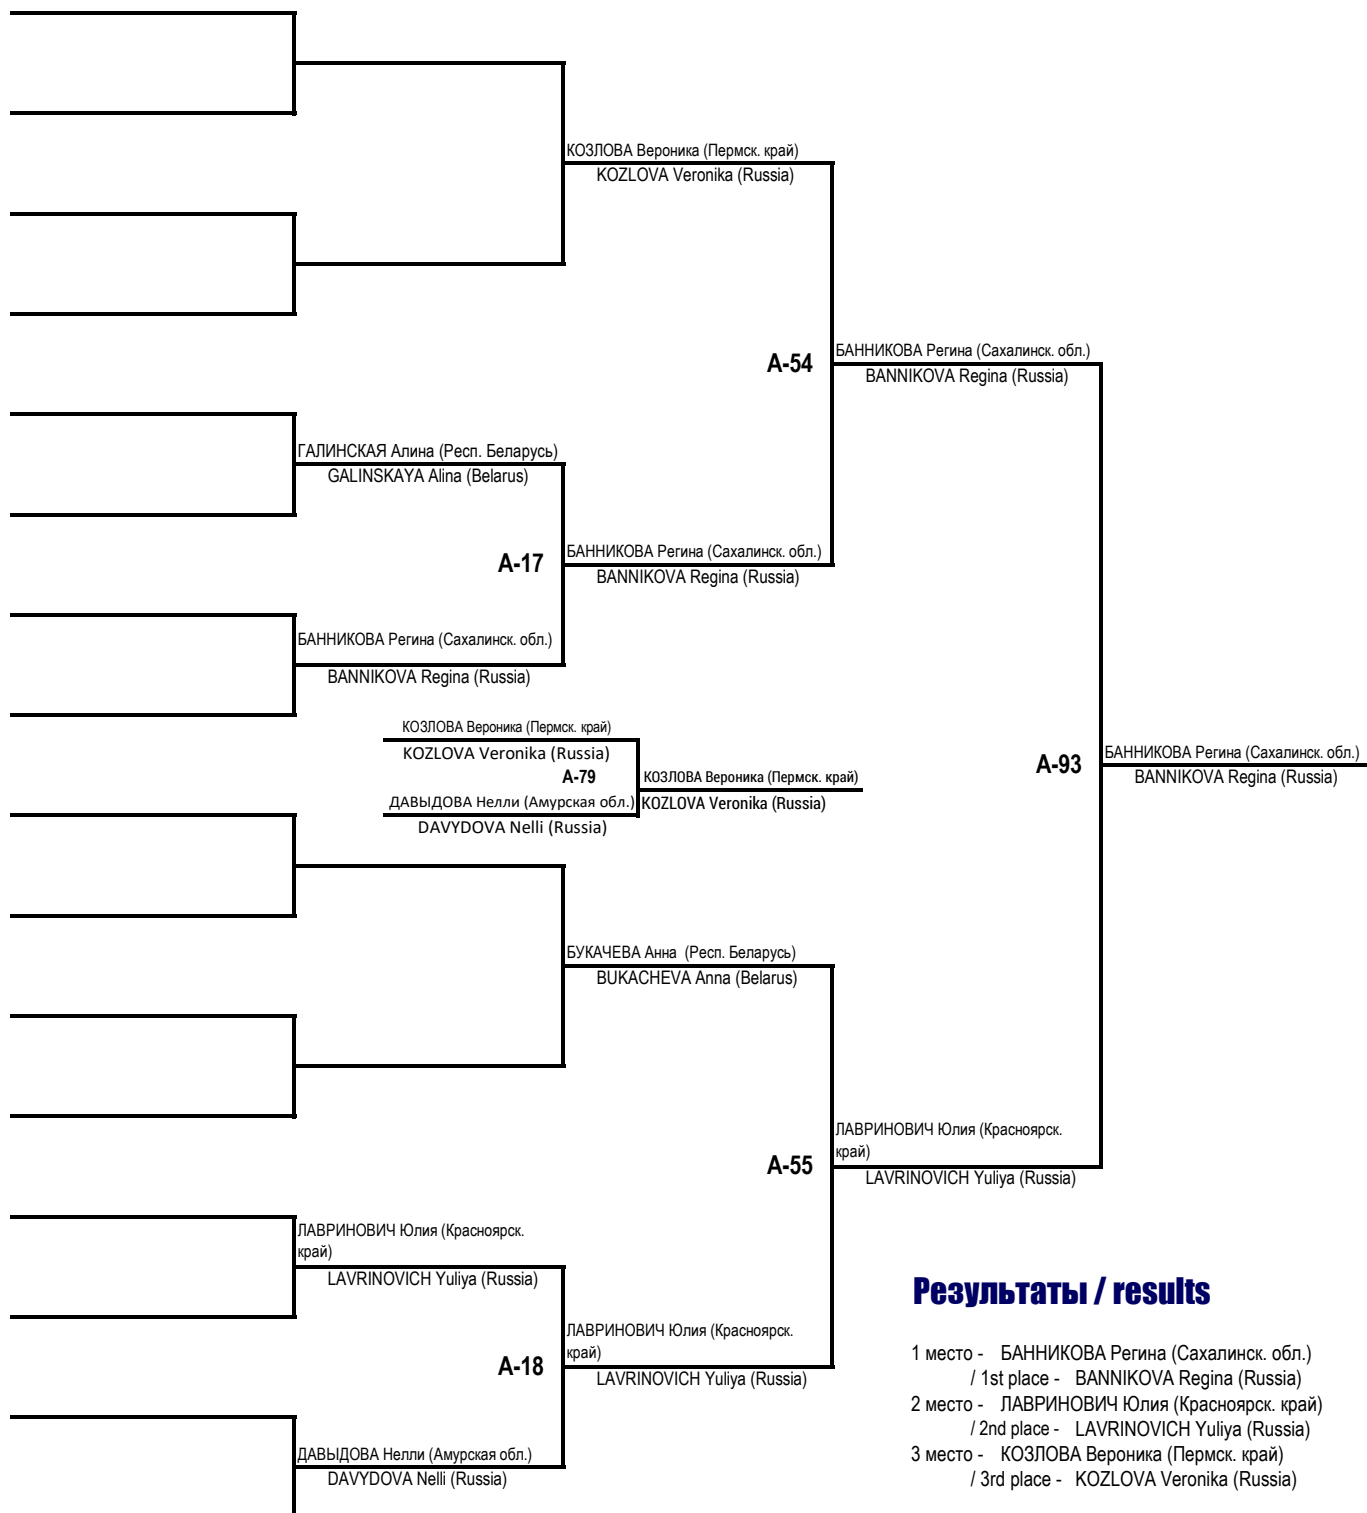 КОЗЛОВА Вероника (Пермск. край)
KOZLOVA Veronika (Russia)
А-54
БАННИКОВА Регина (Сахалинск. обл.)
BANNIKOVA Regina (Russia)
ГАЛИНСКАЯ Алина (Респ. Беларусь)
GALINSKAYA Alina (Belarus)
А-17
БАННИКОВА Регина (Сахалинск. обл.)
BANNIKOVA Regina (Russia)
БАННИКОВА Регина (Сахалинск. обл.)
BANNIKOVA Regina (Russia)
КОЗЛОВА Вероника (Пермск. край)
KOZLOVA Veronika (Russia)
А-79
КОЗЛОВА Вероника (Пермск. край)
KOZLOVA Veronika (Russia)
ДАВЫДОВА Нелли (Амурская обл.)
DAVYDOVA Nelli (Russia)
А-93
БАННИКОВА Регина (Сахалинск. обл.)
BANNIKOVA Regina (Russia)
БУКАЧЕВА Анна (Респ. Беларусь)
BUKACHEVA Anna (Belarus)
А-55
ЛАВРИНОВИЧ Юлия (Красноярск.
край)
LAVRINOVICH Yuliya (Russia)
ЛАВРИНОВИЧ Юлия (Красноярск.
край)
LAVRINOVICH Yuliya (Russia)
А-18
ЛАВРИНОВИЧ Юлия (Красноярск.
край)
LAVRINOVICH Yuliya (Russia)
ДАВЫДОВА Нелли (Амурская обл.)
DAVYDOVA Nelli (Russia)
Результаты / results
1 место - БАННИКОВА Регина (Сахалинск. обл.)
/ 1st place - BANNIKOVA Regina (Russia)
2 место - ЛАВРИНОВИЧ Юлия (Красноярск. край)
/ 2nd place - LAVRINOVICH Yuliya (Russia)
3 место - КОЗЛОВА Вероника (Пермск. край)
/ 3rd place - KOZLOVA Veronika (Russia)